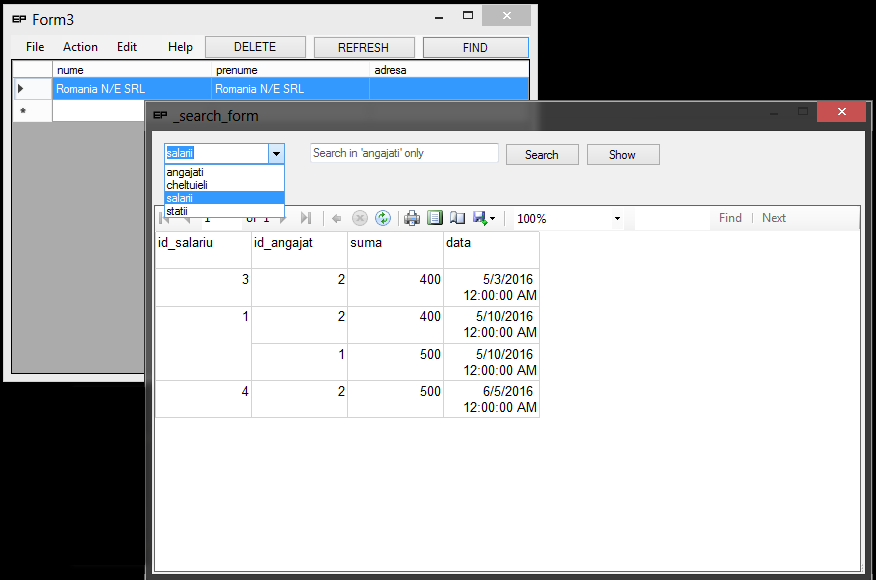 EP Form3
File Action Edit Help DELETE REFRESH FIND
nume prenume adresa
Romania N/E SRL Romania N/E SRL
*
EP _search_form
salarii Search in 'angajati' only Search Show
angajati
cheltuieli
salarii
statii
1 of 1 100% Find | Next
id_salariu id_angajat suma data
3 2 400 5/3/2016
12:00:00 AM
1 2 400 5/10/2016
12:00:00 AM
1 500 5/10/2016
12:00:00 AM
4 2 500 6/5/2016
12:00:00 AM